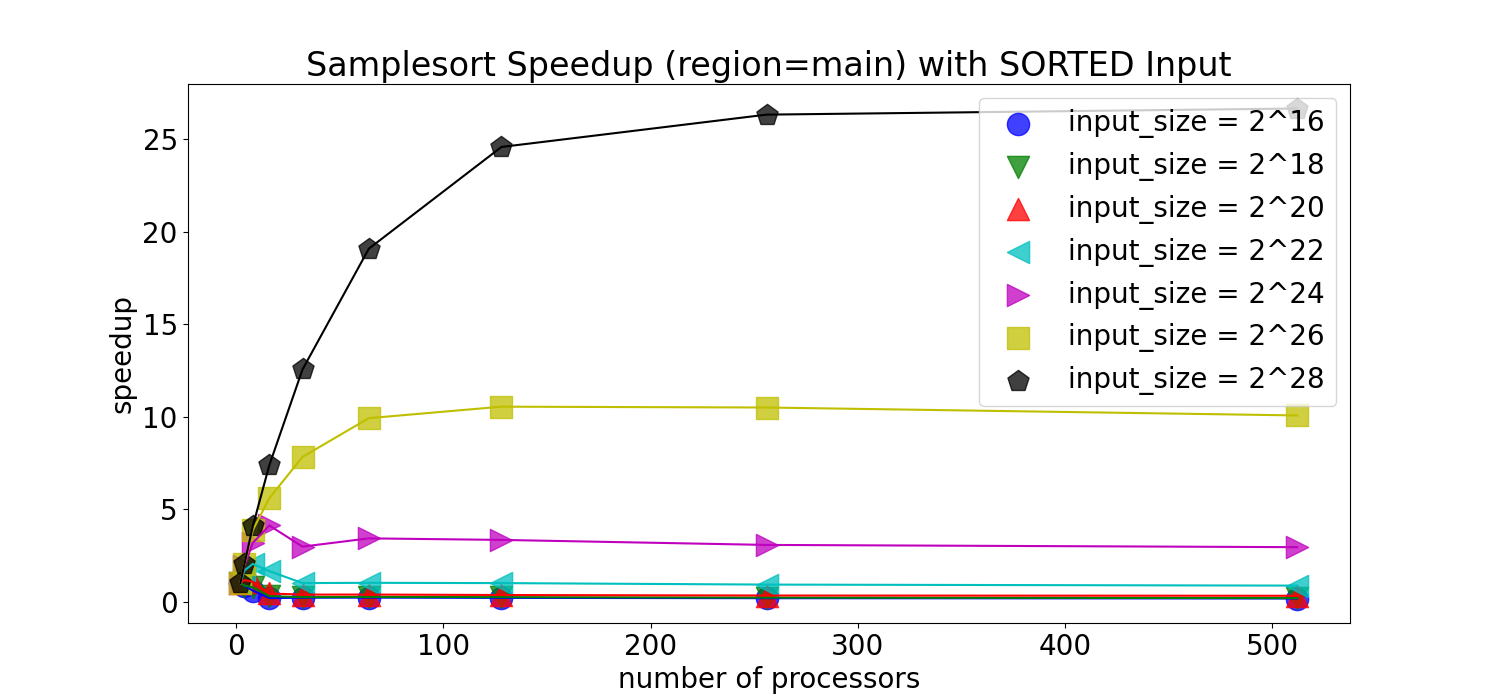 Samplesort Speedup (region=main) with SORTED Input
25
20
15
10
5
0
speedup
0 100 200 300 400 500
number of processors
input_size = 2^16
input_size = 2^18
input_size = 2^20
input_size = 2^22
input_size = 2^24
input_size = 2^26
input_size = 2^28